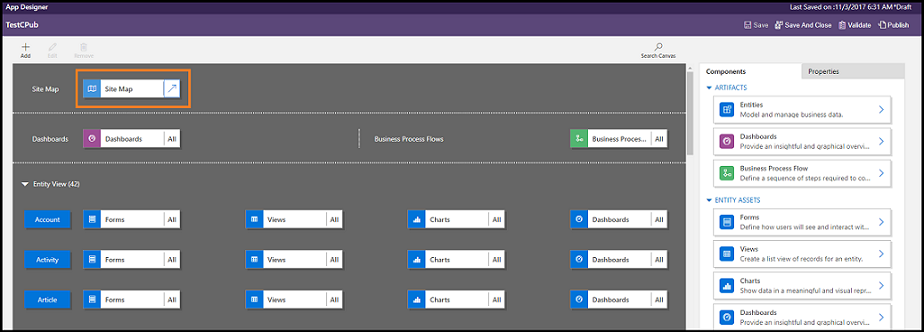 App Designer
Last Saved on :11/3/2017 6:31 AM *Draft
TestCPub
Save
Save And Close
Validate
Publish
Add
Edit
Remove
Search Canvas
Site Map
Site Map
Dashboards
Dashboards
All
Business Process Flows
Business Proces...
All
Entity View (42)
Account
Forms
All
Views
All
Charts
All
Dashboards
All
Activity
Forms
All
Views
All
Charts
All
Dashboards
All
Article
Forms
All
Views
All
Charts
All
Dashboards
All
Components
Properties
ARTIFACTS
Entities
Model and manage business data.
Dashboards
Provide an insightful and graphical overvi...
Business Process Flow
Define a sequence of steps required to co...
ENTITY ASSETS
Forms
Define how users will see and interact wit...
Views
Create a list view of records for an entity.
Charts
Show data in a meaningful and visual repr...
Dashboards
Provide an insightful and graphical overvi...